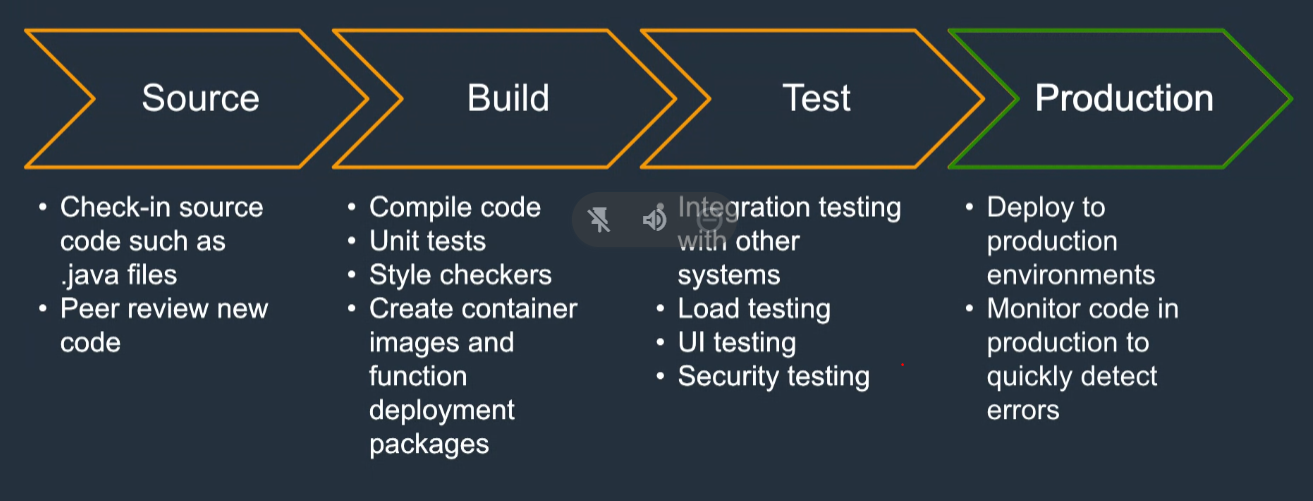 Source
Build
Test
Production
• Check-in source
code such as
.java files
• Peer review new
code
• Compile code
• Unit tests
• Style checkers
• Create container
images and
function
deployment
packages
• Integration testing
with other
systems
• Load testing
• UI testing
• Security testing
• Deploy to
production
environments
• Monitor code in
production to
quickly detect
errors